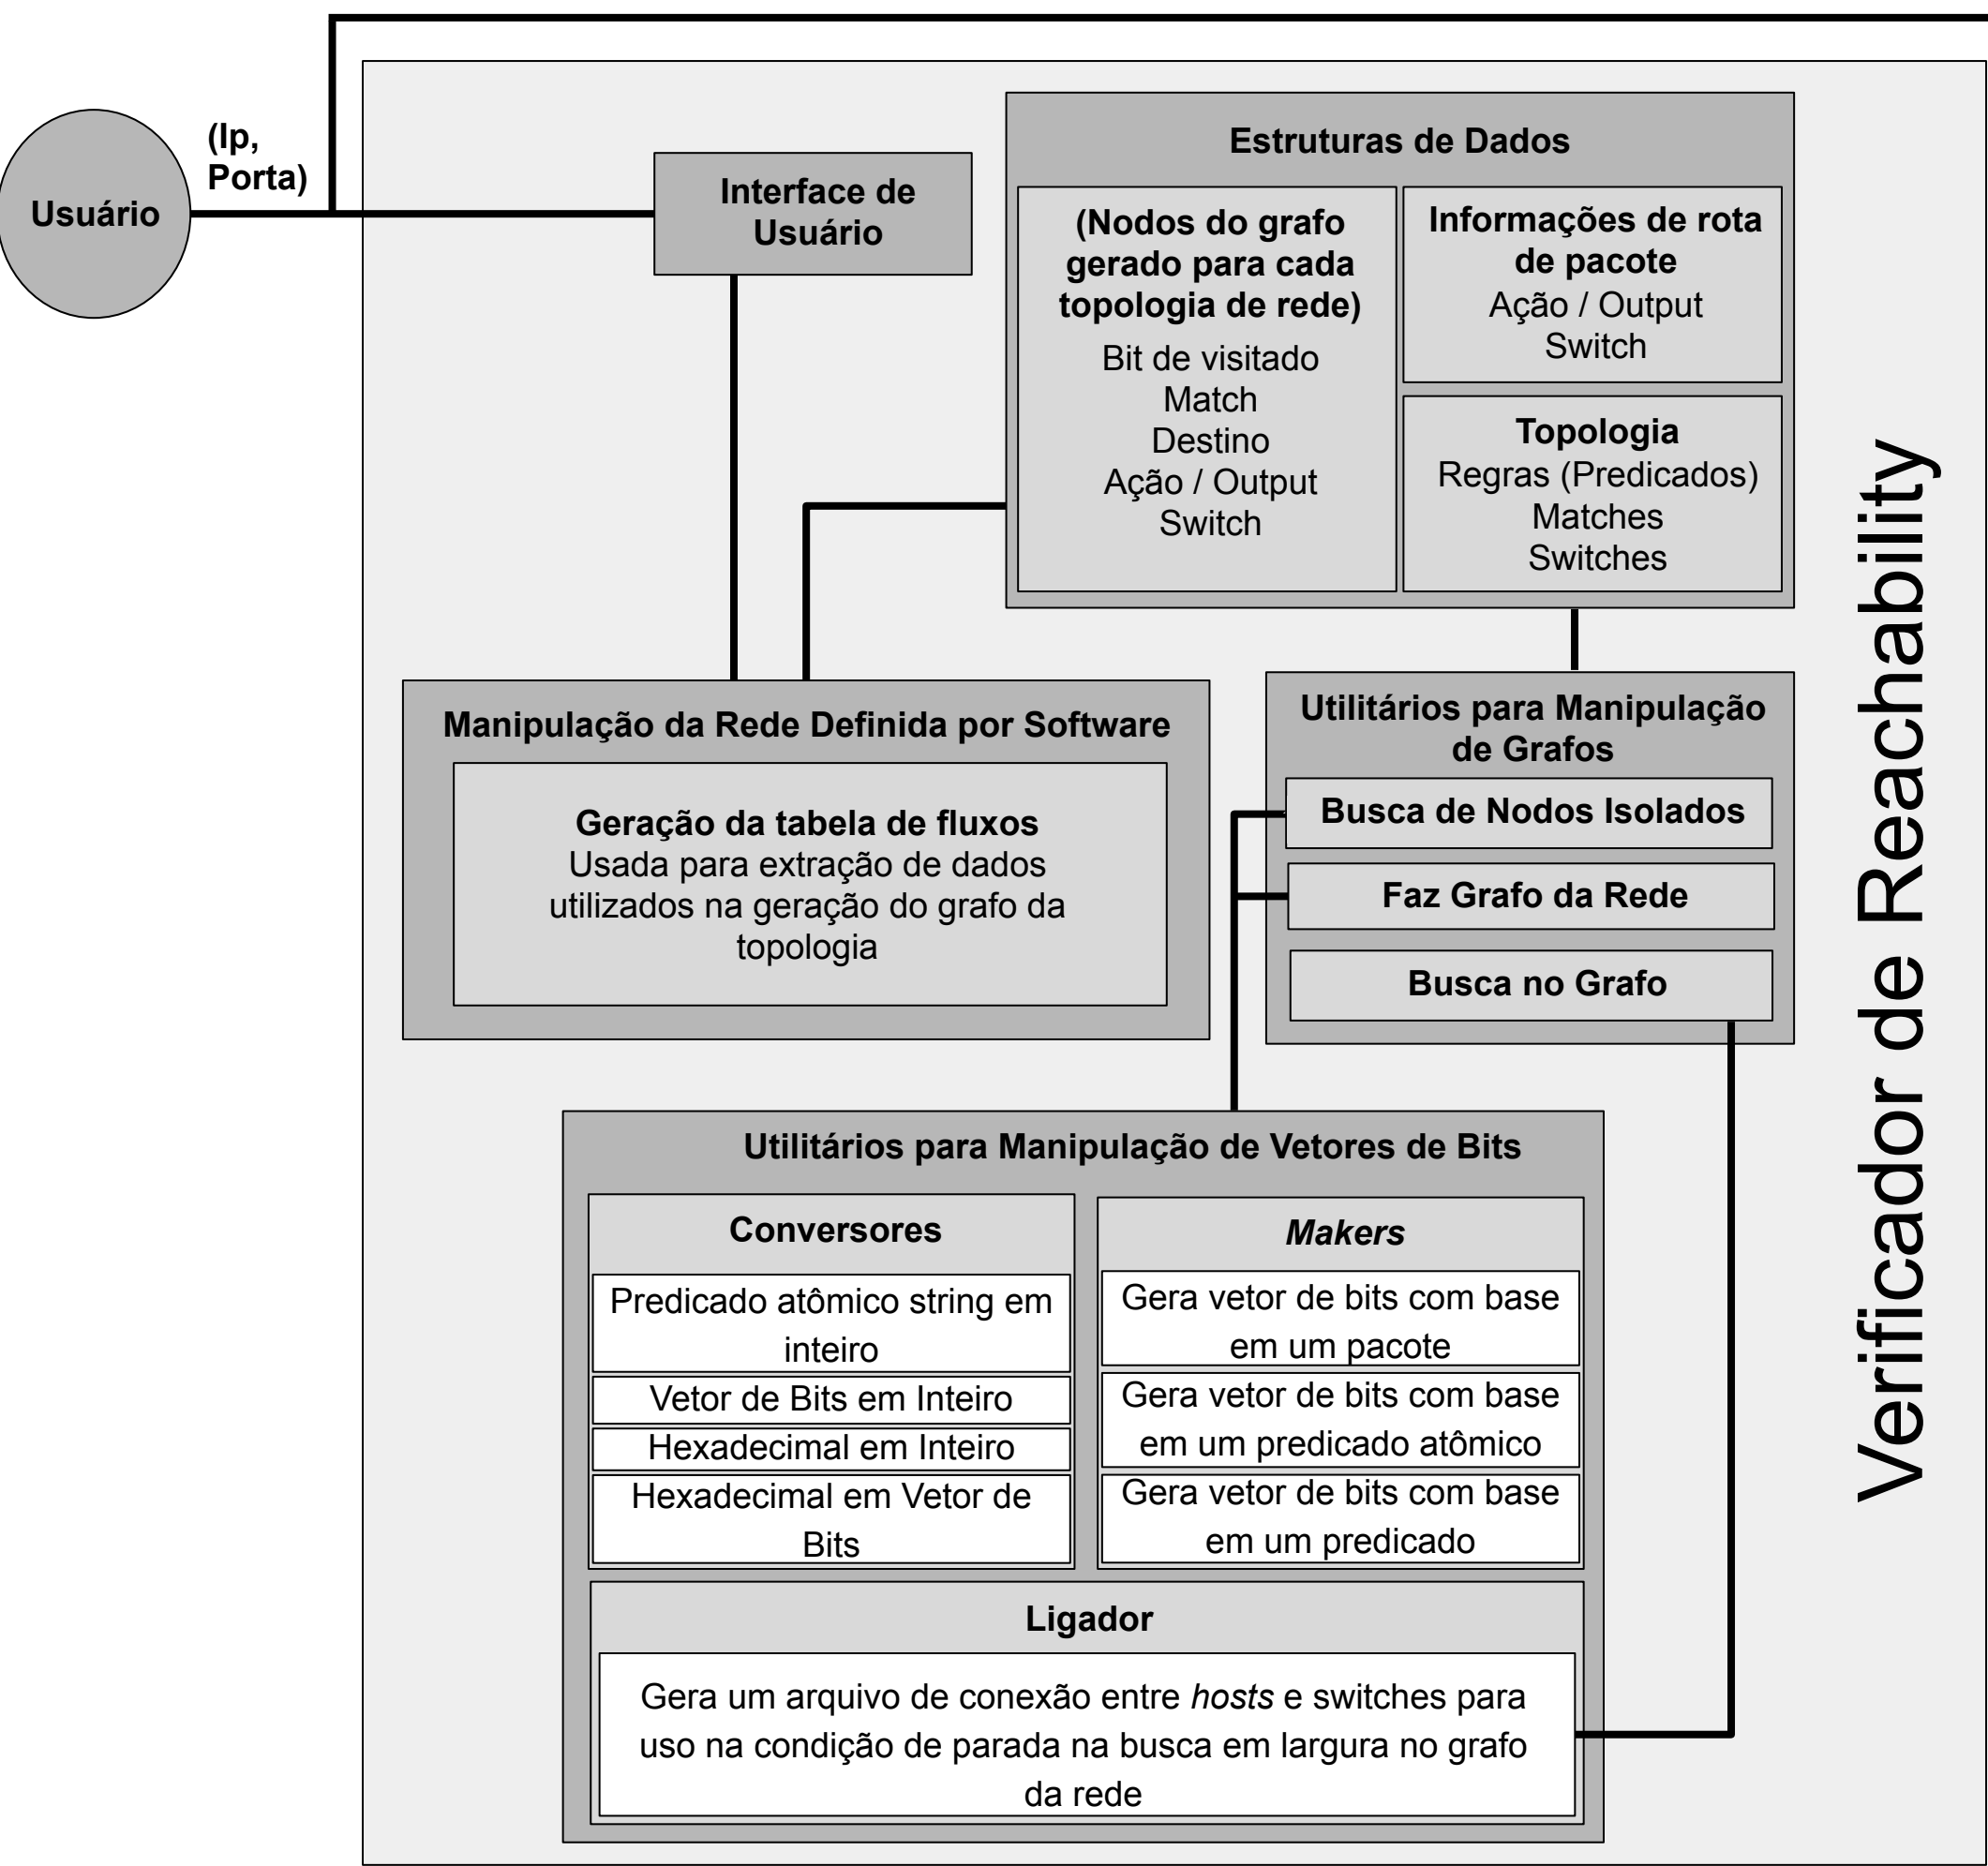 Usuário
(Ip,
Porta)
Interface de
Usuário
Estruturas de Dados
(Nodos do grafo
gerado para cada
topologia de rede)
Bit de visitado
Match
Destino
Ação / Output
Switch
Informações de rota
de pacote
Ação / Output
Switch
Topologia
Regras (Predicados)
Matches
Switches
Manipulação da Rede Definida por Software
Geração da tabela de fluxos
Usada para extração de dados
utilizados na geração do grafo da
topologia
Utilitários para Manipulação
de Grafos
Busca de Nodos Isolados
Faz Grafo da Rede
Busca no Grafo
Utilitários para Manipulação de Vetores de Bits
Conversores
Predicado atômico string em
inteiro
Vetor de Bits em Inteiro
Hexadecimal em Inteiro
Hexadecimal em Vetor de
Bits
Makers
Gera vetor de bits com base
em um pacote
Gera vetor de bits com base
em um predicado atômico
Gera vetor de bits com base
em um predicado
Ligador
Gera um arquivo de conexão entre hosts e switches para
uso na condição de parada na busca em largura no grafo
da rede
Verificador de Reachability